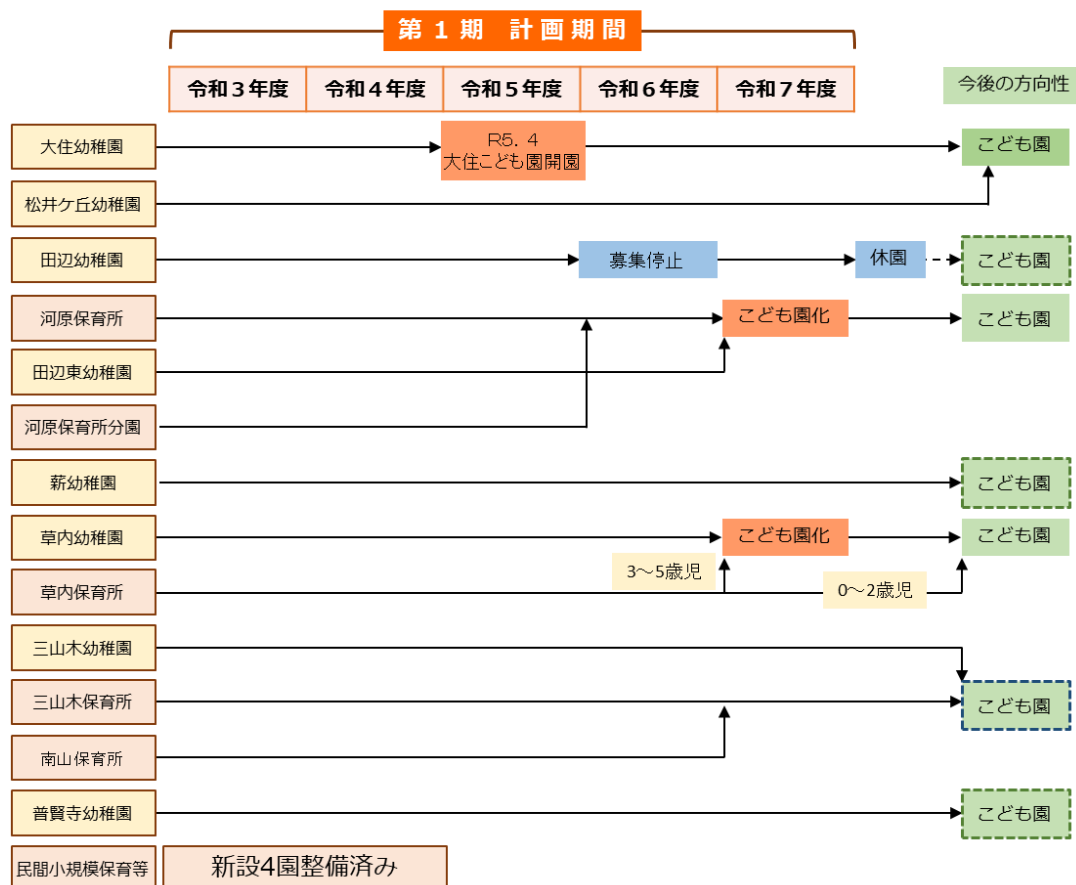 第１期 計画期間
令和３年度 令和４年度 令和５年度 令和６年度 令和７年度 今後の方向性
大住幼稚園 R5．4 こども園
大住こども園開園
松井ケ丘幼稚園
田辺幼稚園 募集停止 休園 こども園
河原保育所 こども園化 こども園
田辺東幼稚園
河原保育所分園
薪幼稚園 こども園
草内幼稚園 こども園化 こども園
3～5歳児
草内保育所 0～2歳児
三山木幼稚園
三山木保育所 こども園
南山保育所
普賢寺幼稚園 こども園
民間小規模保育等 新設4園整備済み